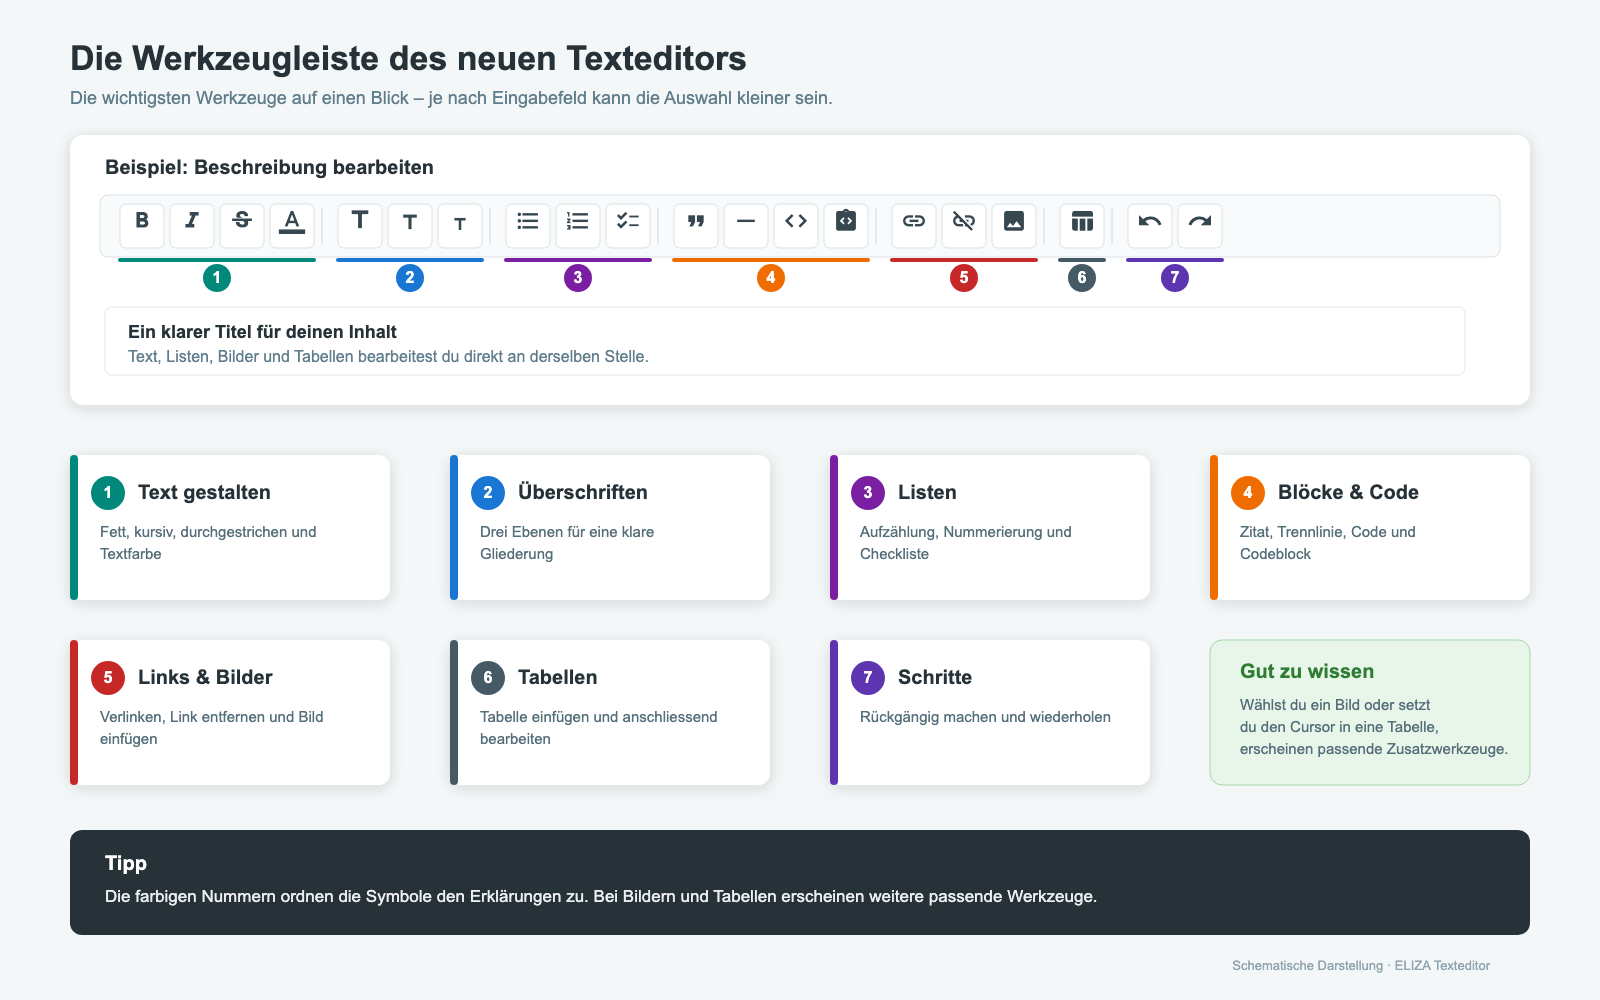 Die Werkzeugleiste des neuen Texteditors
Die wichtigsten Werkzeuge auf einen Blick – je nach Eingabefeld kann die Auswahl kleiner sein.
Beispiel: Beschreibung bearbeiten
B I S A T T T
1 2 3 4 5 6 7
Ein klarer Titel für deinen Inhalt
Text, Listen, Bilder und Tabellen bearbeitest du direkt an derselben Stelle.
1 Text gestalten
Fett, kursiv, durchgestrichen und
Textfarbe
2 Überschriften
Drei Ebenen für eine klare
Gliederung
3 Listen
Aufzählung, Nummerierung und
Checkliste
4 Blöcke & Code
Zitat, Trennlinie, Code und
Codeblock
5 Links & Bilder
Verlinken, Link entfernen und Bild
einfügen
6 Tabellen
Tabelle einfügen und anschliessend
bearbeiten
7 Schritte
Rückgängig machen und wiederholen
Gut zu wissen
Wählst du ein Bild oder setzt
du den Cursor in eine Tabelle,
erscheinen passende Zusatzwerkzeuge.
Tipp
Die farbigen Nummern ordnen die Symbole den Erklärungen zu. Bei Bildern und Tabellen erscheinen weitere passende Werkzeuge.
Schematische Darstellung · ELIZA Texteditor